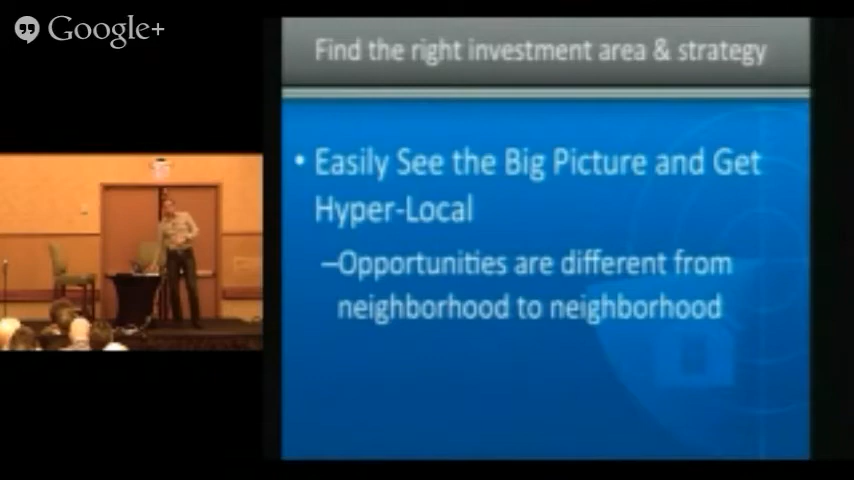 Google+
Find the right investment area & strategy
• Easily See the Big Picture and Get
Hyper-Local
–Opportunities are different from
neighborhood to neighborhood